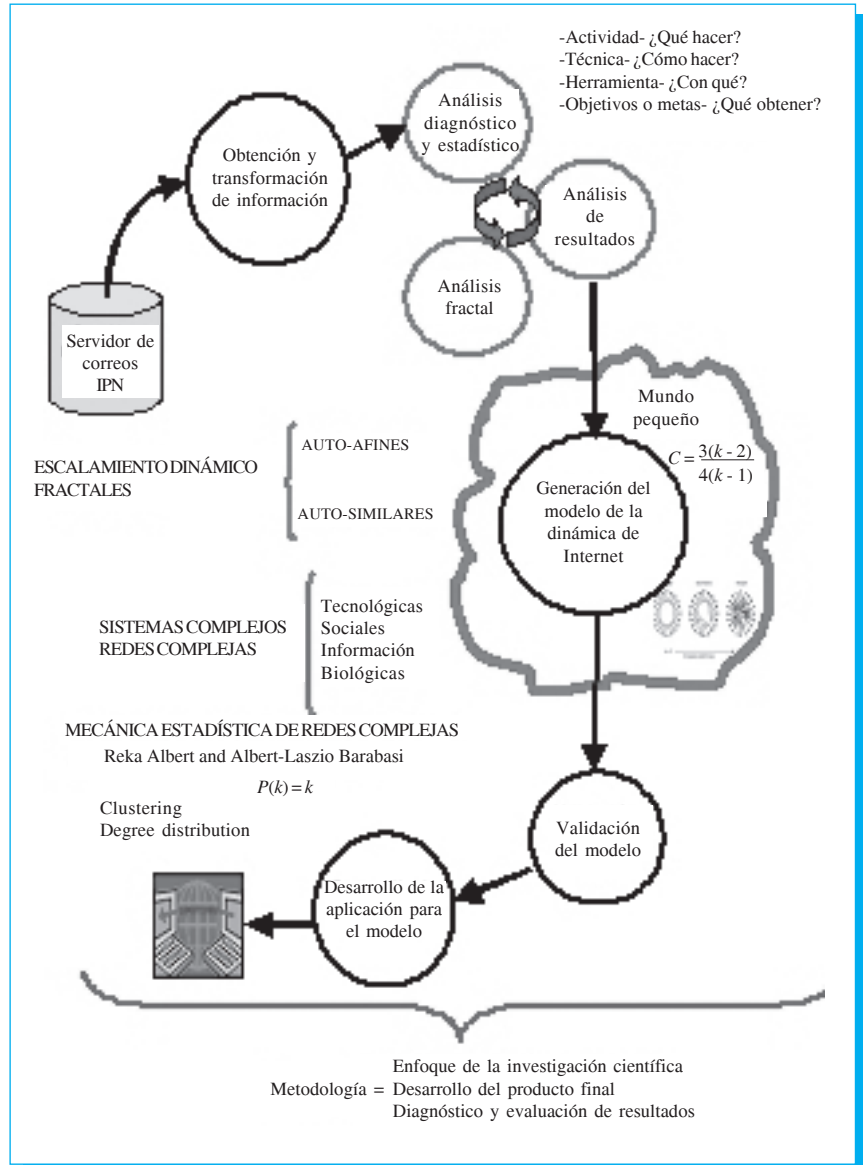 -Actividad- ¿Qué hacer?
-Técnica- ¿Cómo hacer?
-Herramienta- ¿Con qué?
-Objetivos o metas- ¿Qué obtener?
Análisis
diagnóstico
y estadístico
Obtención y
transformación
de información
Análisis
de
resultados
Análisis
fractal
Servidor de
correos
IPN
Mundo
pequeño
C = 3(k - 2)
4(k - 1)
Generación del
modelo de la
dinámica de
Internet
ESCALAMIENTO DINÁMICO
FRACTALES
AUTO-AFINES
AUTO-SIMILARES
SISTEMAS COMPLEJOS
REDES COMPLEJAS
Tecnológicas
Sociales
Información
Biológicas
MECÁNICA ESTADÍSTICA DE REDES COMPLEJAS
Reka Albert and Albert-Laszio Barabasi
P(k) = k
Clustering
Degree distribution
Validación
del modelo
Desarrollo de la
aplicación para
el modelo
Enfoque de la investigación científica
Metodología = Desarrollo del producto final
Diagnóstico y evaluación de resultados